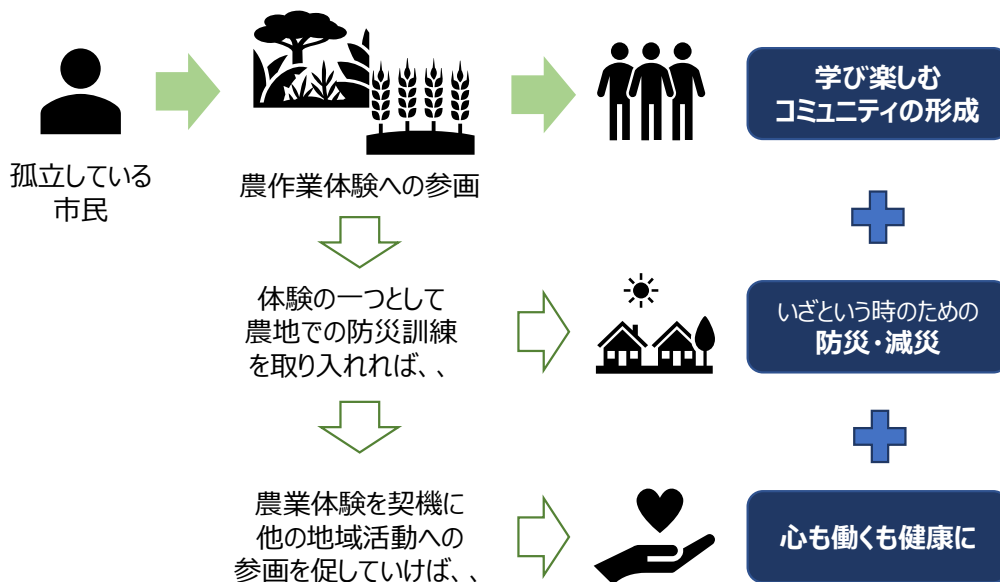 孤立している
市民
農作業体験への参画
学び楽しむ
コミュニティの形成
体験の一つとして
農地での防災訓練
を取り入れれば、、
いざという時のための
防災・減災
農業体験を契機に
他の地域活動への
参画を促していけば、、
心も働くも健康に